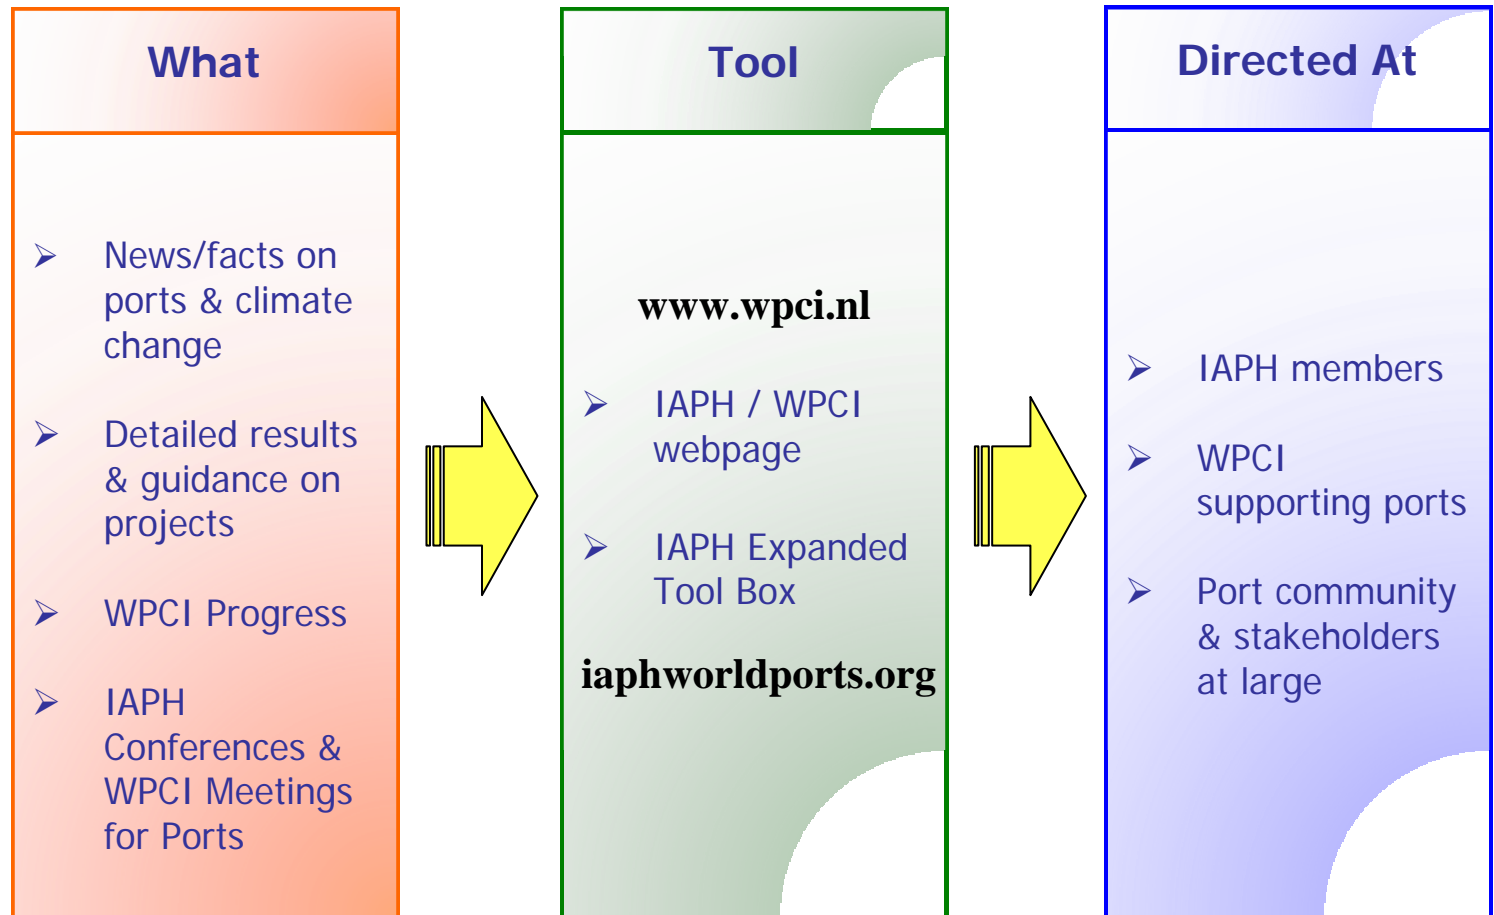 What
News/facts on
ports & climate
change
Detailed results
& guidance on
projects
WPCI Progress
IAPH
Conferences &
WPCI Meetings
for Ports
Tool
www.wpci.nl
IAPH / WPCI
webpage
IAPH Expanded
Tool Box
iaphworldports.org
Directed At
IAPH members
WPCI
supporting ports
Port community
& stakeholders
at large